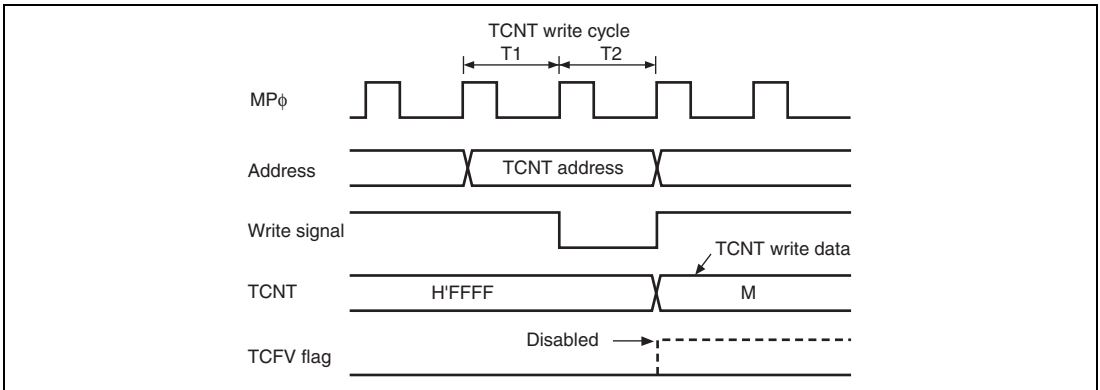 TCNT write cycle
T1 T2
MPφ
Address TCNT address
Write signal
TCNT write data
TCNT H'FFFF M
Disabled
TCFV flag